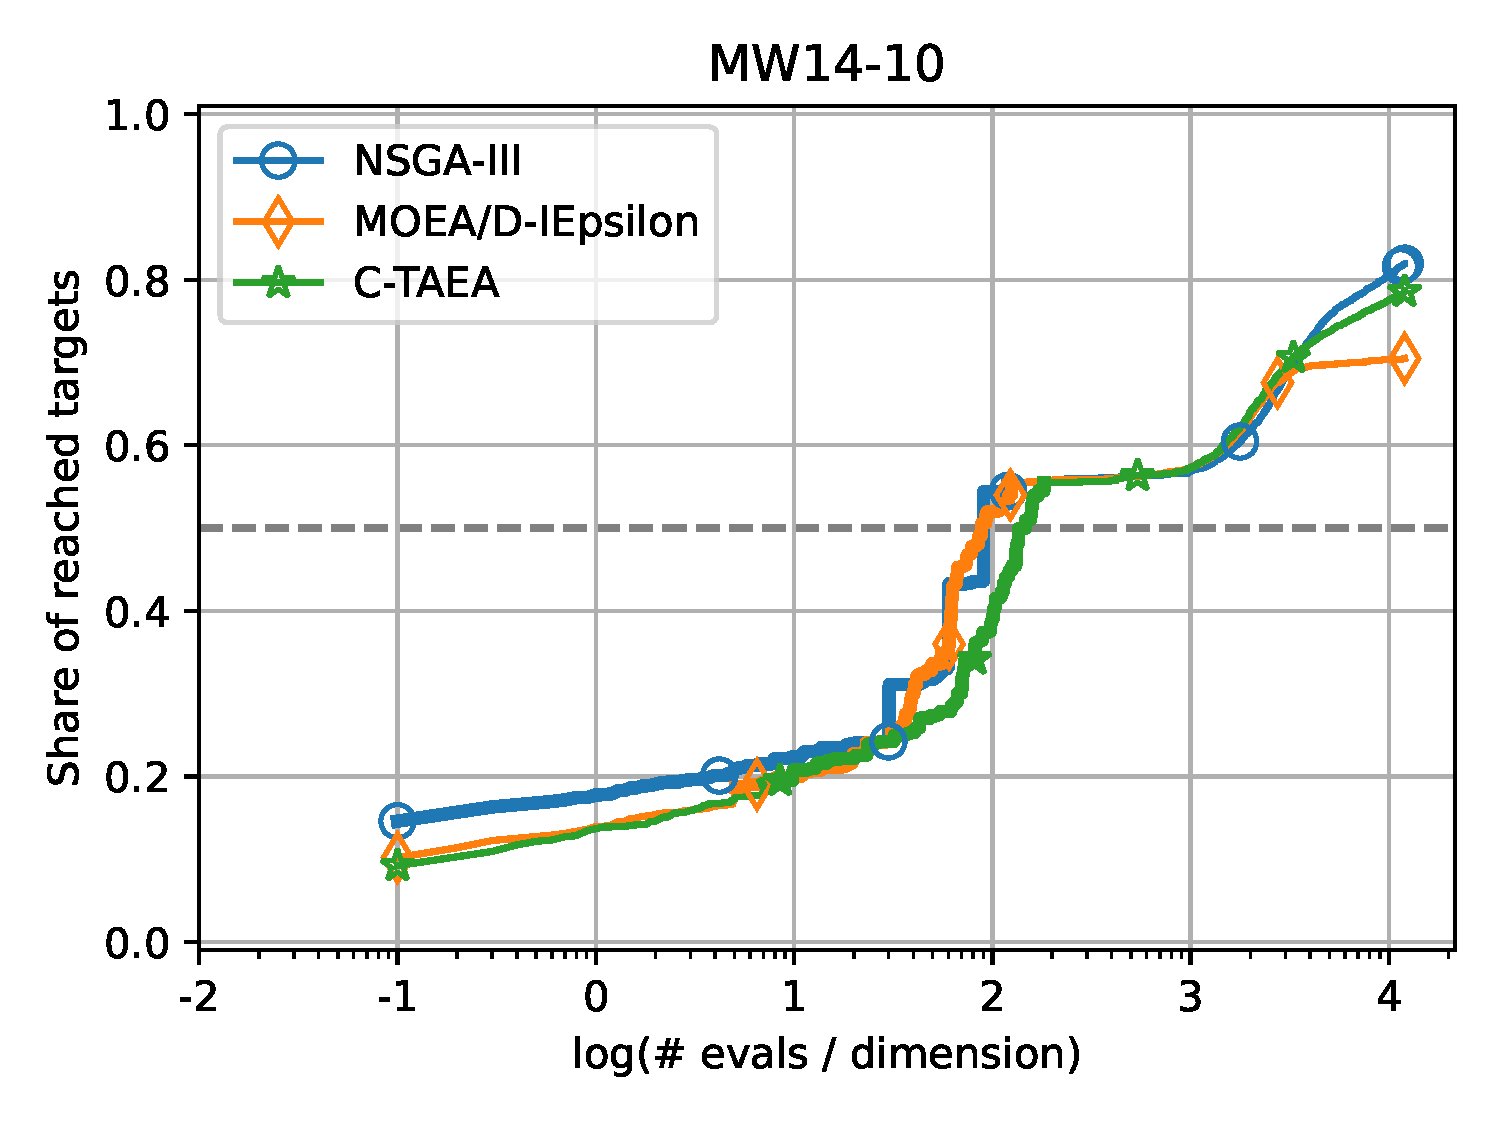 MW14-10
1.0
0.8
0.6
0.4
0.2
0.0
Share of reached targets
NSGA-III
MOEA/D-IEpsilon
C-TAEA
-2 -1 0 1 2 3 4
log(# evals / dimension)